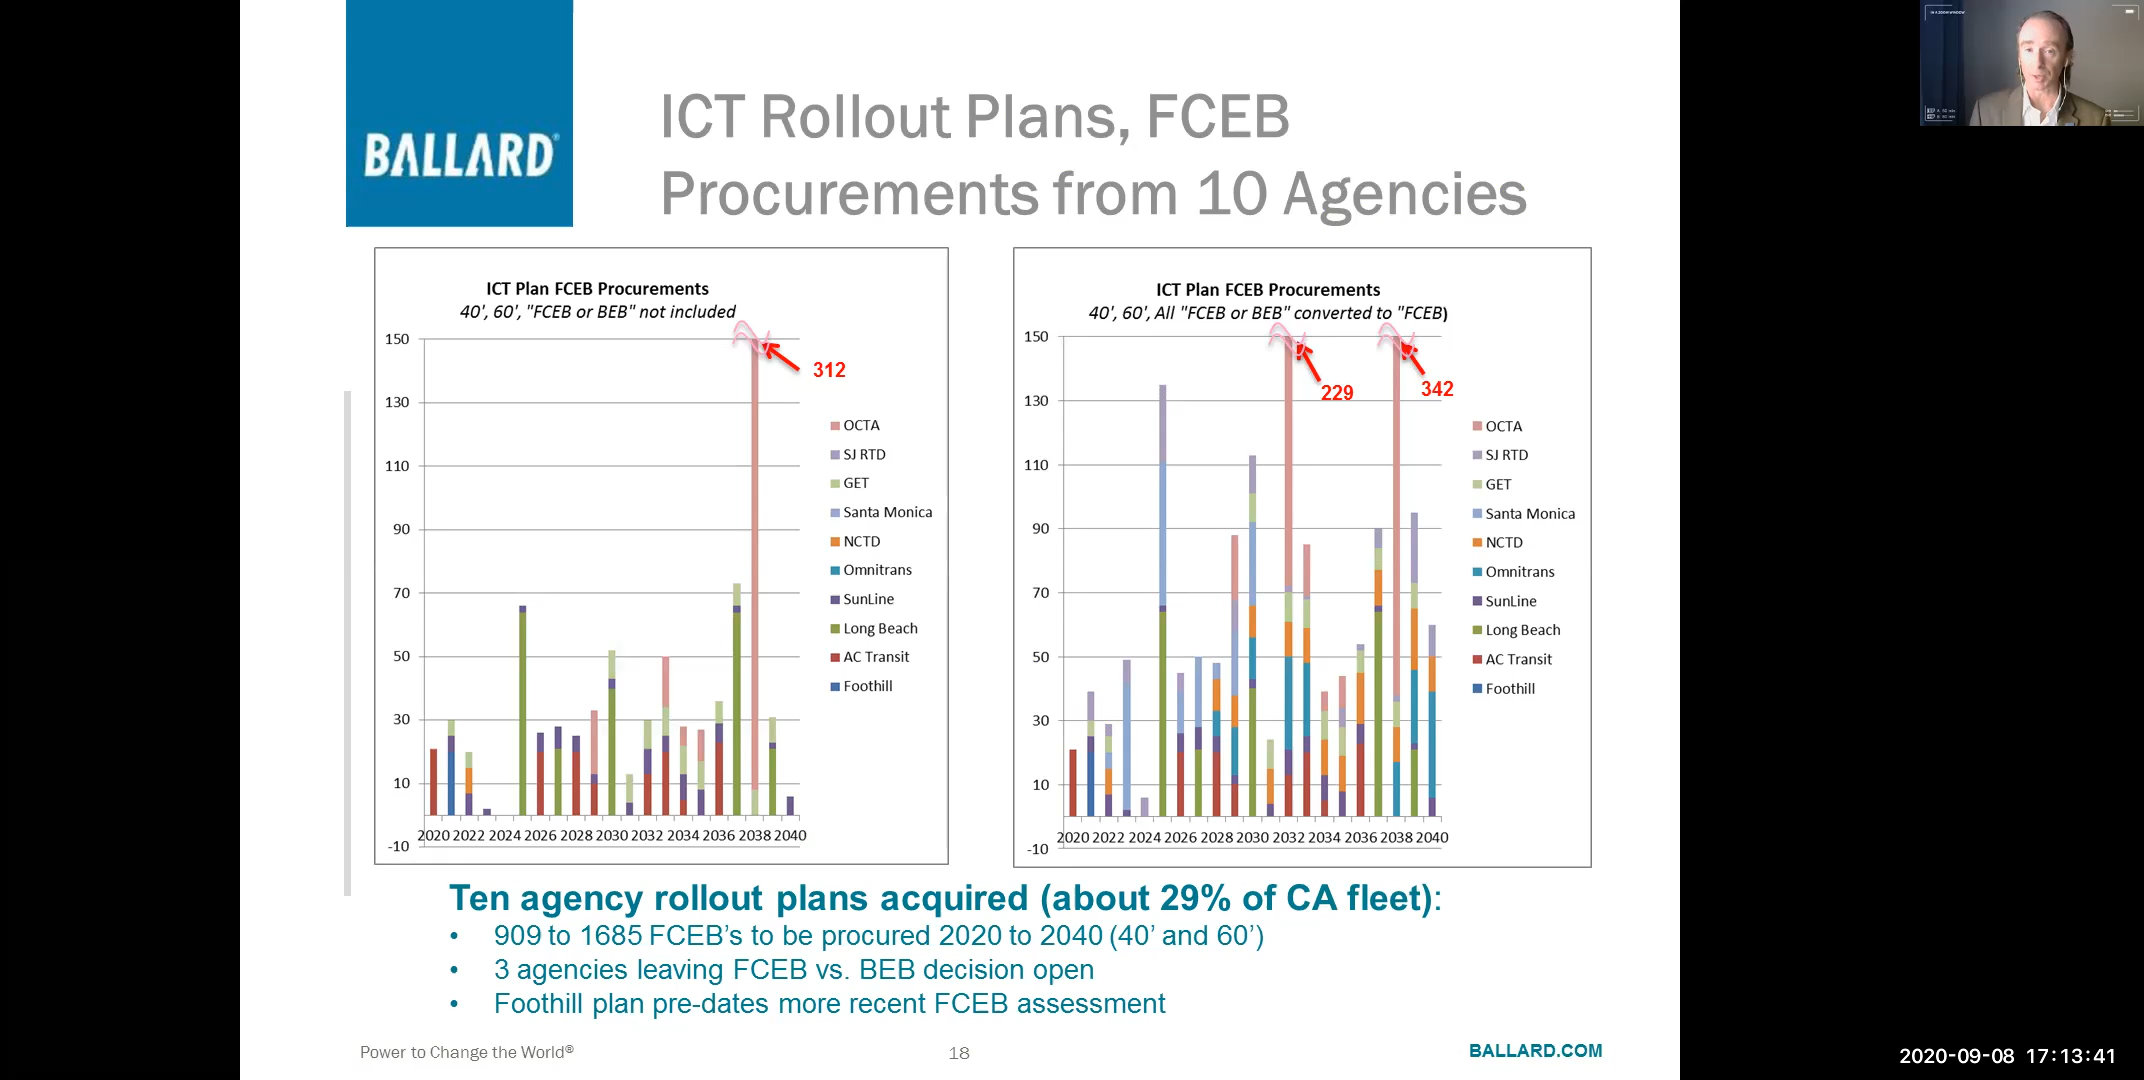 BALLARD®
ICT Rollout Plans, FCEB
Procurements from 10 Agencies
ICT Plan FCEB Procurements
40', 60', "FCEB or BEB" not included
150
130
110
90
70
50
30
10
-10
312
2020 2022 2024 2026 2028 2030 2032 2034 2036 2038 2040
OCTA
SJ RTD
GET
Santa Monica
NCTD
Omnitrans
SunLine
Long Beach
AC Transit
Foothill
ICT Plan FCEB Procurements
40', 60', All "FCEB or BEB" converted to "FCEB)
150
130
110
90
70
50
30
10
-10
229
342
2020 2022 2024 2026 2028 2030 2032 2034 2036 2038 2040
OCTA
SJ RTD
GET
Santa Monica
NCTD
Omnitrans
SunLine
Long Beach
AC Transit
Foothill
Ten agency rollout plans acquired (about 29% of CA fleet):
• 909 to 1685 FCEB's to be procured 2020 to 2040 (40' and 60')
• 3 agencies leaving FCEB vs. BEB decision open
• Foothill plan pre-dates more recent FCEB assessment
Power to Change the World®
18
BALLARD.COM
2020-09-08 17:13:41